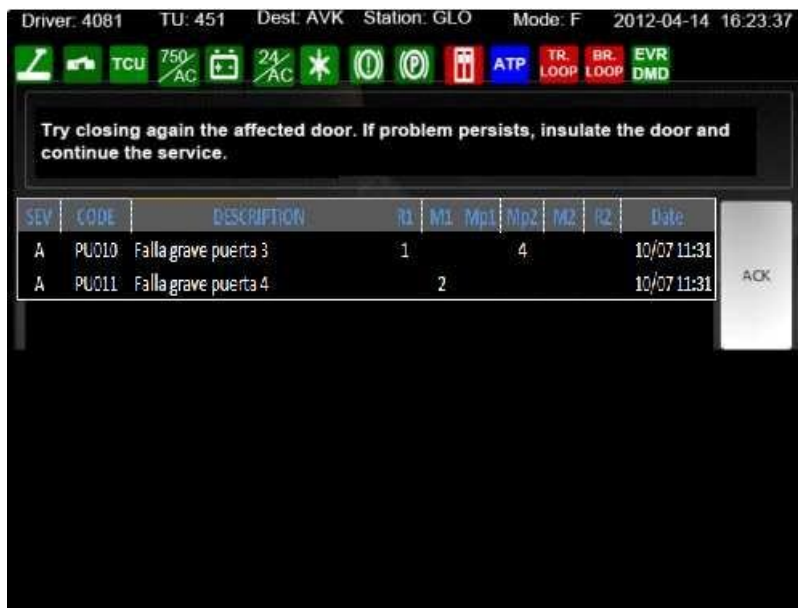 Driver: 4081 TU: 451 Dest: AVK Station: GLO Mode: F 2012-04-14 16:23.37
TCU 750/AC 24/AC (P) ATP TR. LOOP BR. LOOP EVR DMD
Try closing again the affected door. If problem persists, insulate the door and
continue the service.
SEV CODE DESCRIPTION R1 M1 Mp1 Mp2 M2 R2 Date
A PU010 Falla grave puerta 3 1 4 10/07 11:31
A PU011 Falla grave puerta 4 2 10/07 11:31
ACK